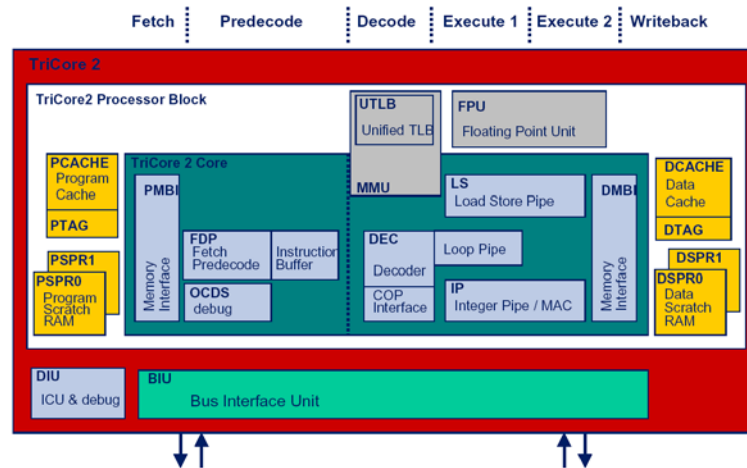 Fetch Predecode Decode Execute 1 Execute 2 Writeback
TriCore 2
TriCore2 Processor Block
UTLB
Unified TLB
MMU
FPU
Floating Point Unit
PCACHE
Program
Cache
PTAG
PSPR1
PSPR0
Program
Scratch
RAM
TriCore 2 Core
PMBI
Memory
Interface
FDP
Fetch
Predecode
Instruction
Buffer
OCDS
debug
DEC
Decoder
COP
Interface
LS
Load Store Pipe
Loop Pipe
IP
Integer Pipe / MAC
DMBI
Memory
Interface
DCACHE
Data
Cache
DTAG
DSPR1
DSPR0
Data
Scratch
RAM
DIU
ICU & debug
BIU
Bus Interface Unit